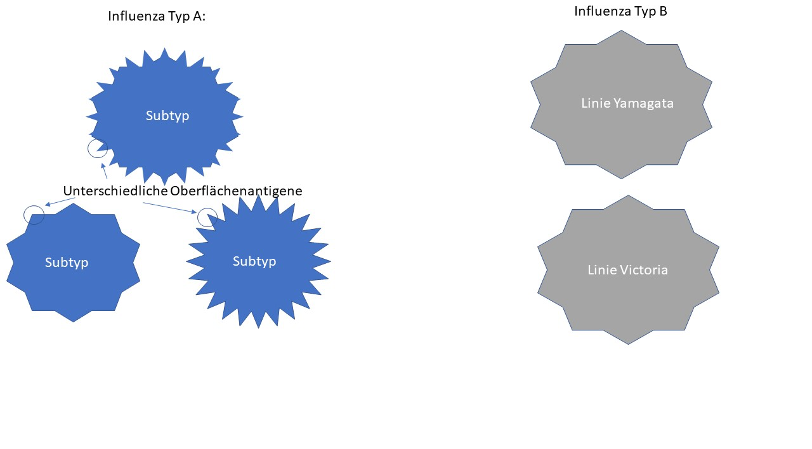 Influenza Typ A:
Influenza Typ B
Subtyp
Linie Yamagata
Unterschiedliche Oberflächenantigene
Subtyp
Subtyp
Linie Victoria